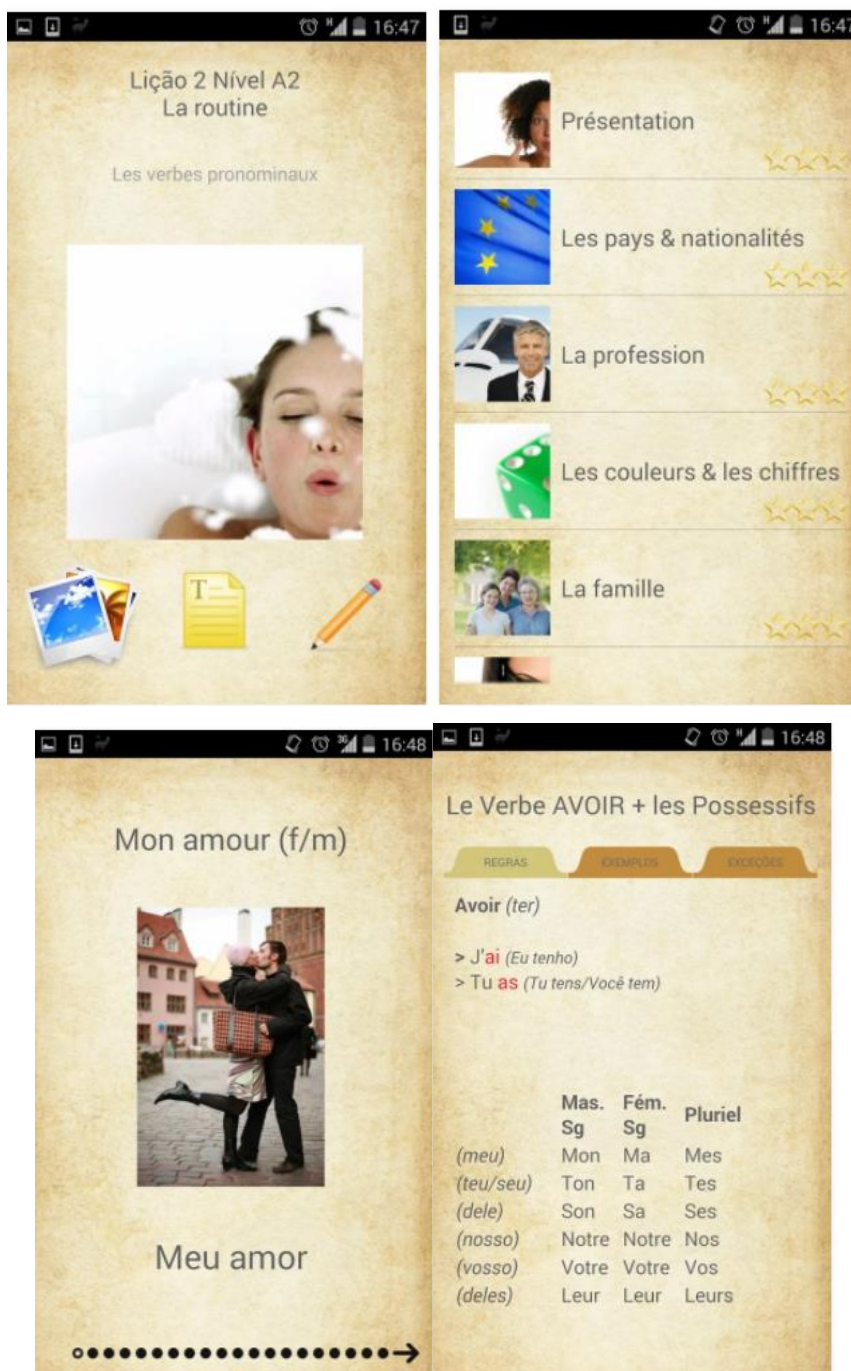 16:47
Lição 2 Nível A2
La routine
Les verbes pronominaux
T
H 16:47
Présentation
Les pays & nationalités
La profession
Les couleurs & les chiffres
La famille
3G 16:48
Mon amour (f/m)
Meu amor
H 16:48
Le Verbe AVOIR + les Possessifs
REGRAS EXEMPLOS EXCEÇÕES
Avoir (ter)
> J'ai (Eu tenho)
> Tu as (Tu tens/Você tem)
Mas. Sg Fém. Sg Pluriel
(meu) Mon Ma Mes
(teu/seu) Ton Ta Tes
(dele) Son Sa Ses
(nosso) Notre Notre Nos
(vosso) Votre Votre Vos
(deles) Leur Leur Leurs